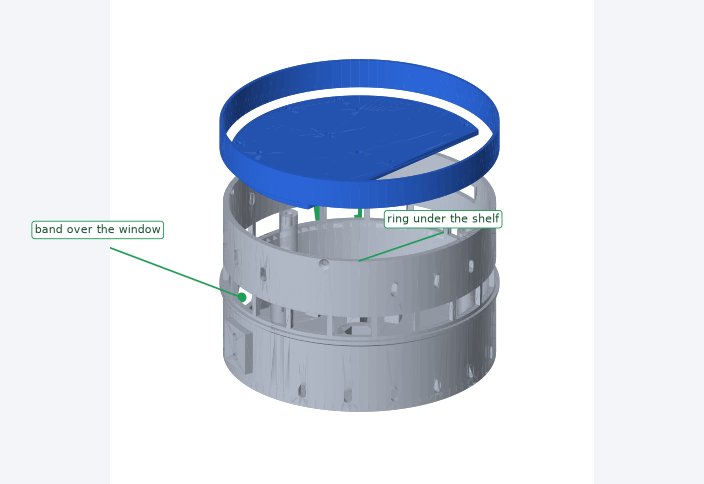 ring under the shelf
band over the window